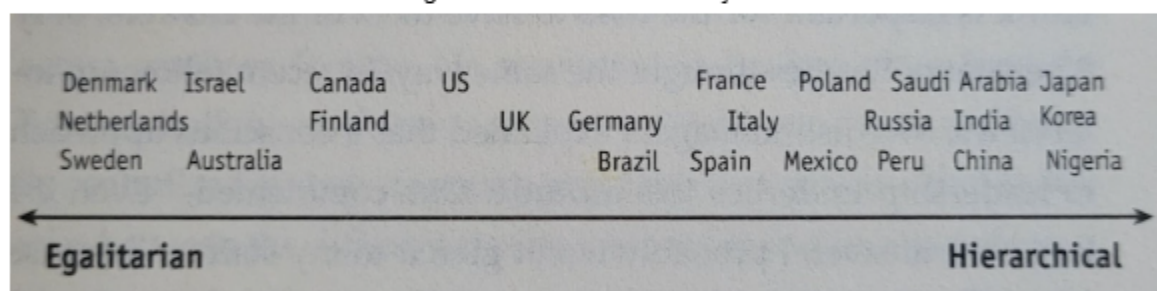 Denmark Israel Canada US France Poland Saudi Arabia Japan
Netherlands Finland UK Germany Italy Russia India Korea
Sweden Australia Brazil Spain Mexico Peru China Nigeria
Egalitarian Hierarchical